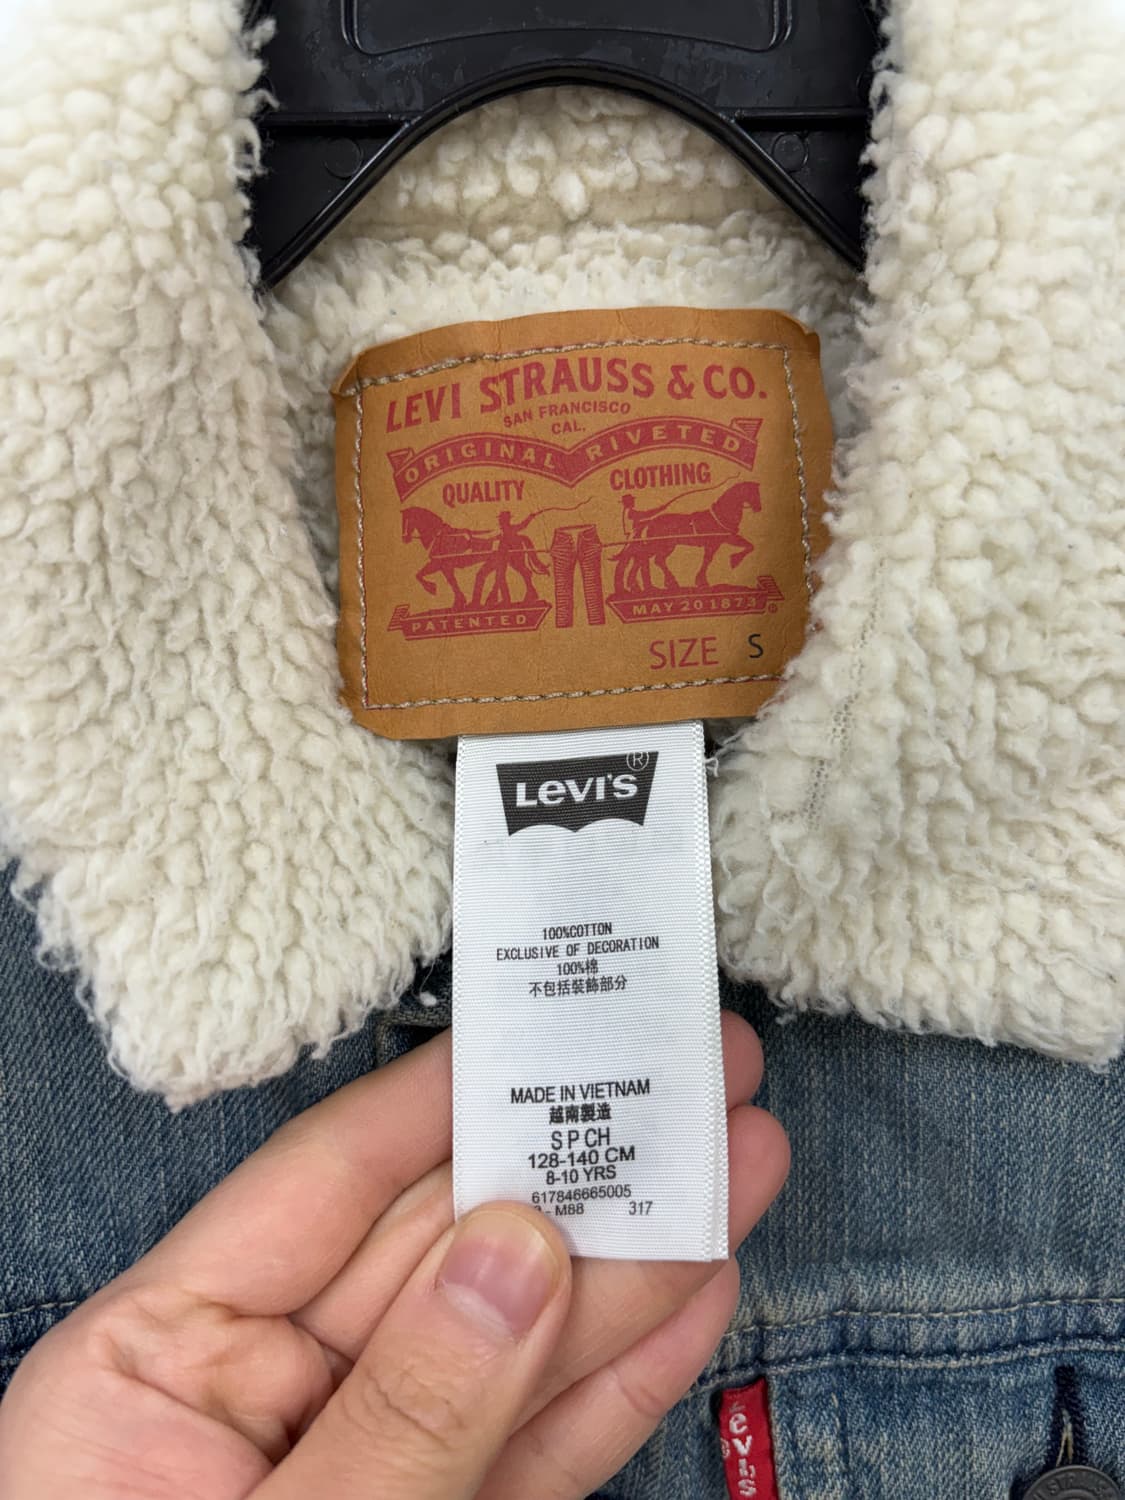 LEVI STRAUSS & CO.
SAN FRANCISCO
CAL.
ORIGINAL RIVETED
QUALITY CLOTHING
PATENTED MAY 20 1873 ®
SIZE S
LEVI'S (R)
100%COTTON
EXCLUSIVE OF DECORATION
100%棉
不包括裝飾部分
MADE IN VIETNAM
越南製造
S P CH
128-140 CM
8-10 YRS
617846665005
- M88 317
Levi's